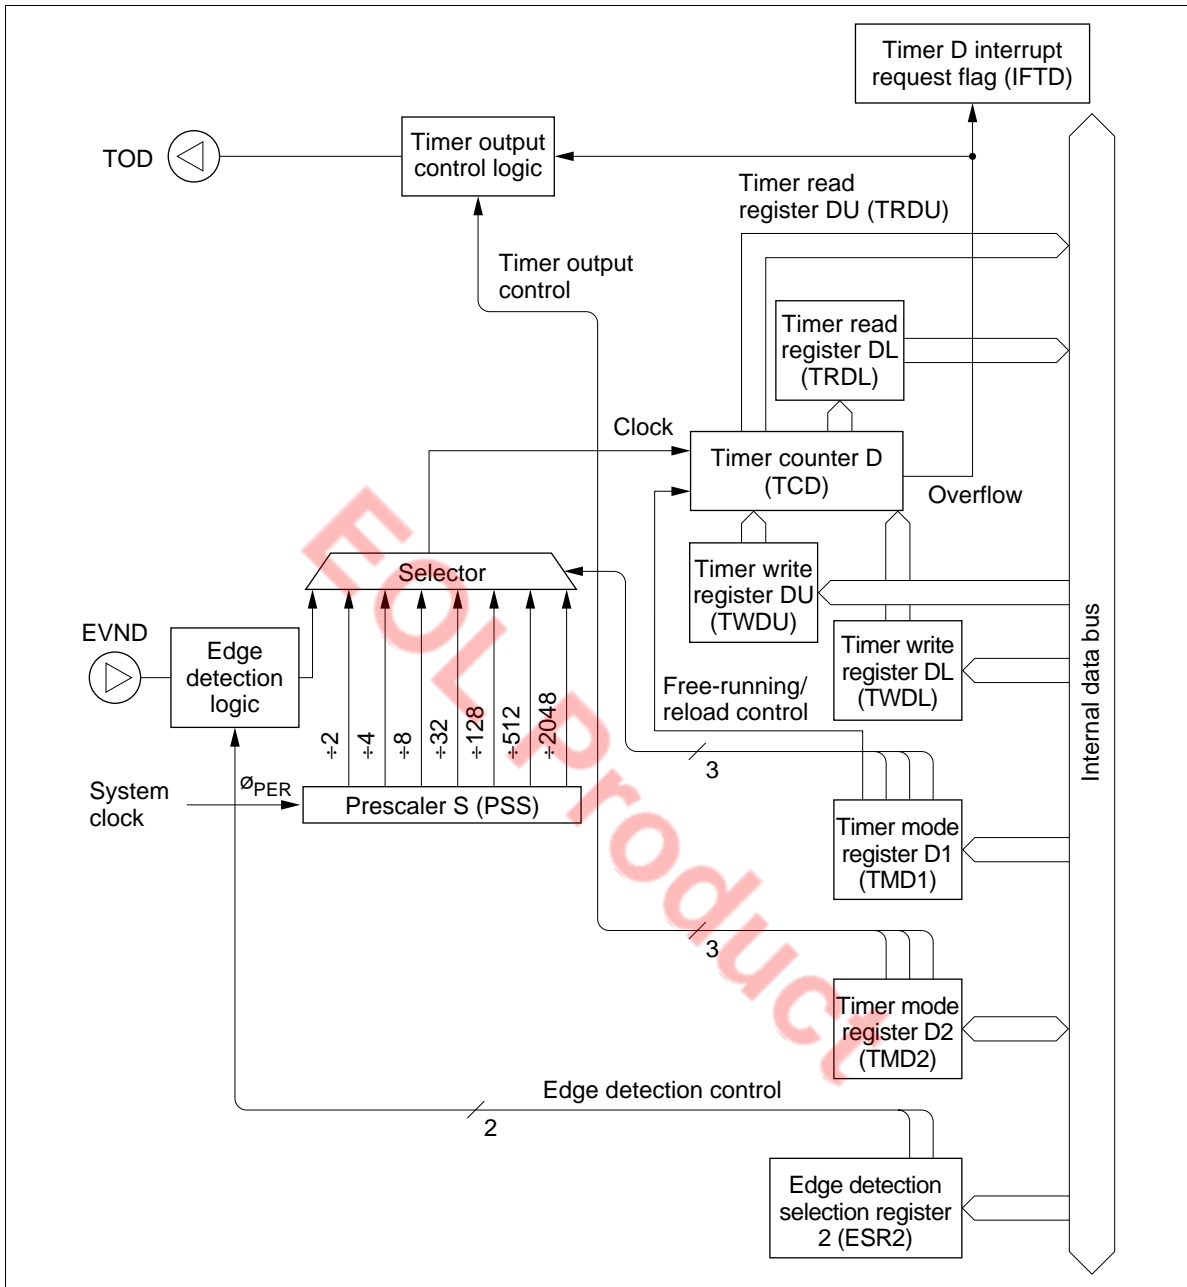 Timer D interrupt
request flag (IFTD)
TOD
Timer output
control logic
Timer read
register DU (TRDU)
Timer output
control
Timer read
register DL
(TRDL)
Clock
Timer counter D
(TCD)
Overflow
Selector
Timer write
register DU
(TWDU)
EVND
Edge
detection
logic
Timer write
register DL
(TWDL)
Free-running/
reload control
÷2
÷4
÷8
÷32
÷128
÷512
÷2048
3
Internal data bus
System
clock
øPER
Prescaler S (PSS)
Timer mode
register D1
(TMD1)
3
Timer mode
register D2
(TMD2)
Edge detection control
2
Edge detection
selection register
2 (ESR2)
EOL Product